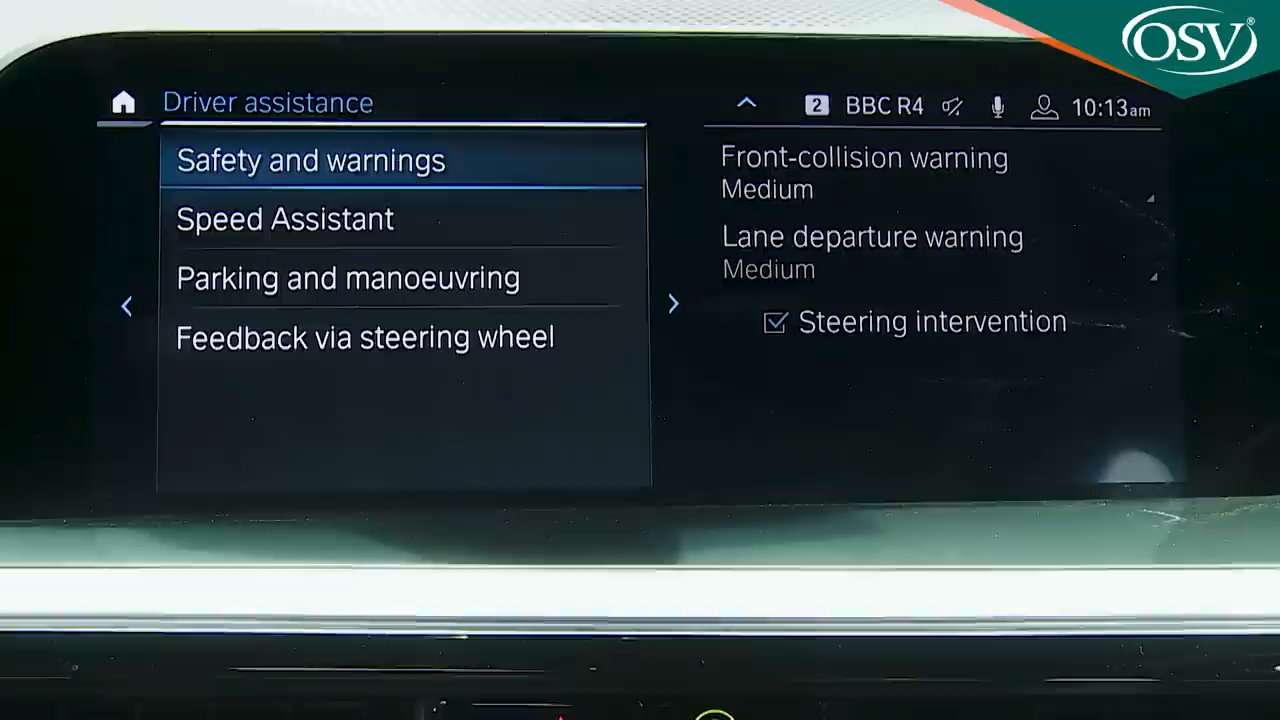 OSV®
Driver assistance
2 BBC R4 10:13am
Safety and warnings
Speed Assistant
Parking and manoeuvring
Feedback via steering wheel
Front-collision warning
Medium
Lane departure warning
Medium
Steering intervention